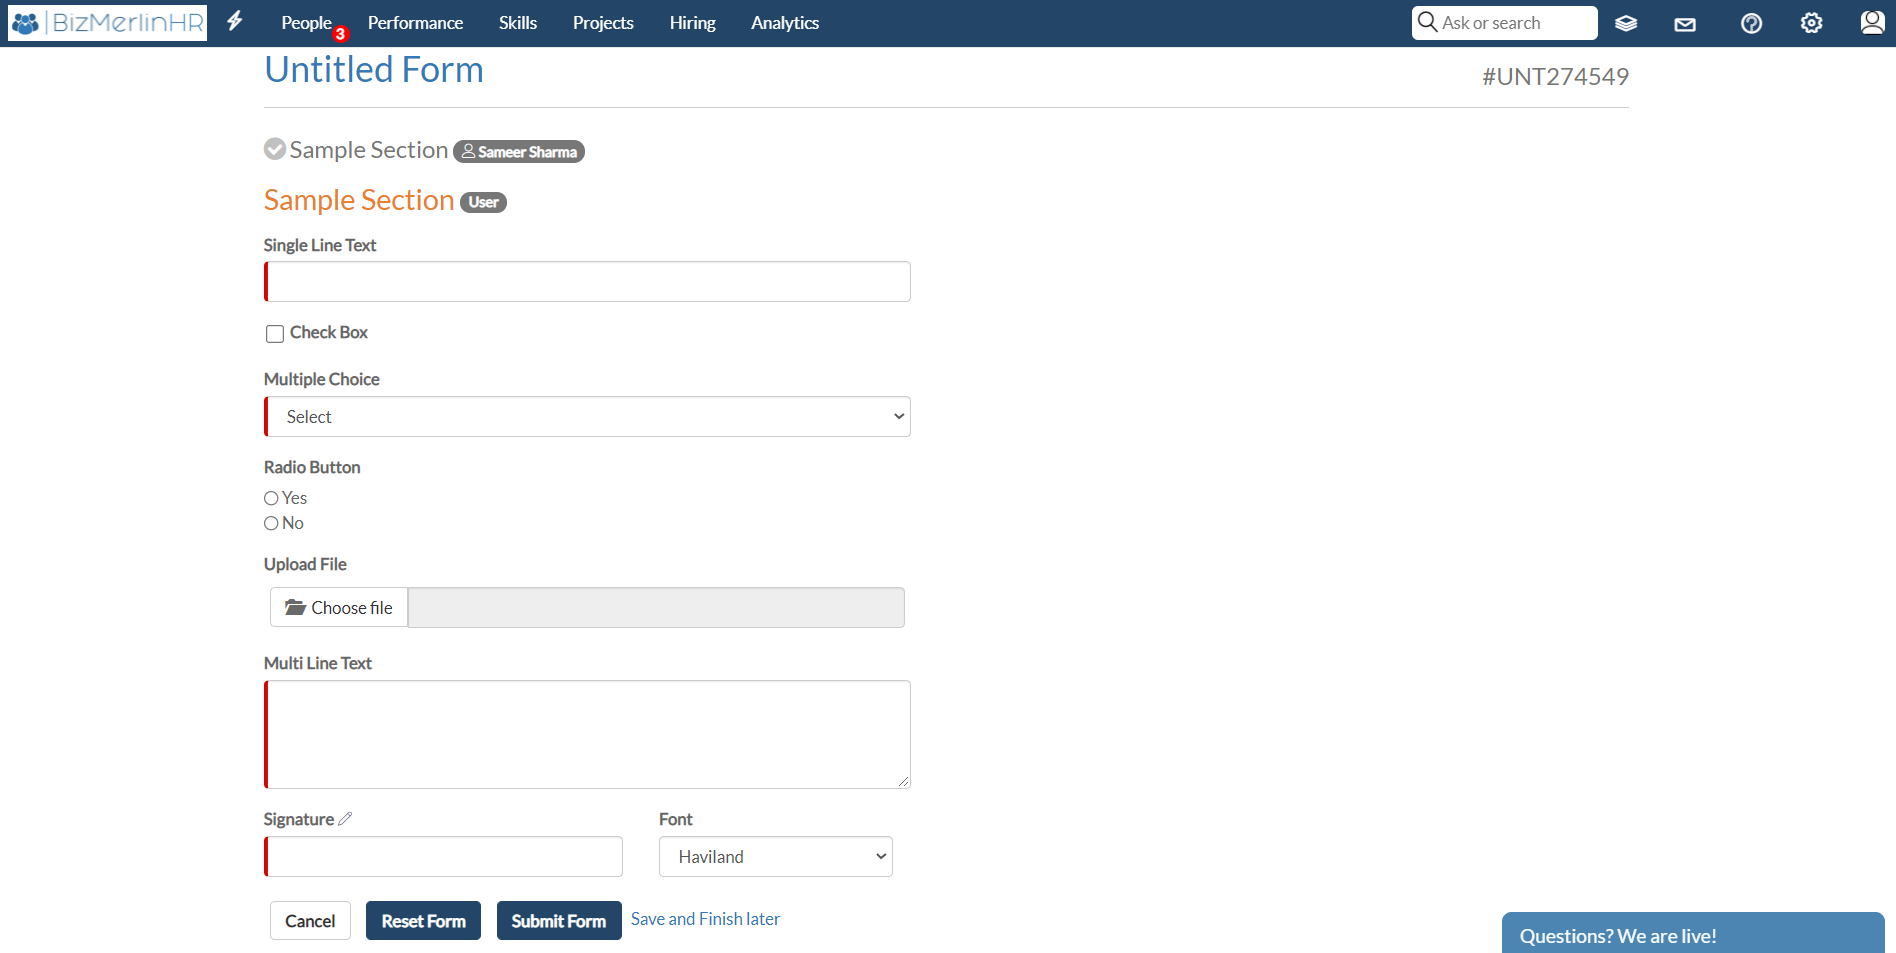 BizMerlinHR People 3 Performance Skills Projects Hiring Analytics Ask or search
Untitled Form #UNT274549
Sample Section Sameer Sharma
Sample Section User
Single Line Text
Check Box
Multiple Choice
Select
Radio Button
Yes
No
Upload File
Choose file
Multi Line Text
Signature Font
Haviland
Cancel Reset Form Submit Form Save and Finish later
Questions? We are live!